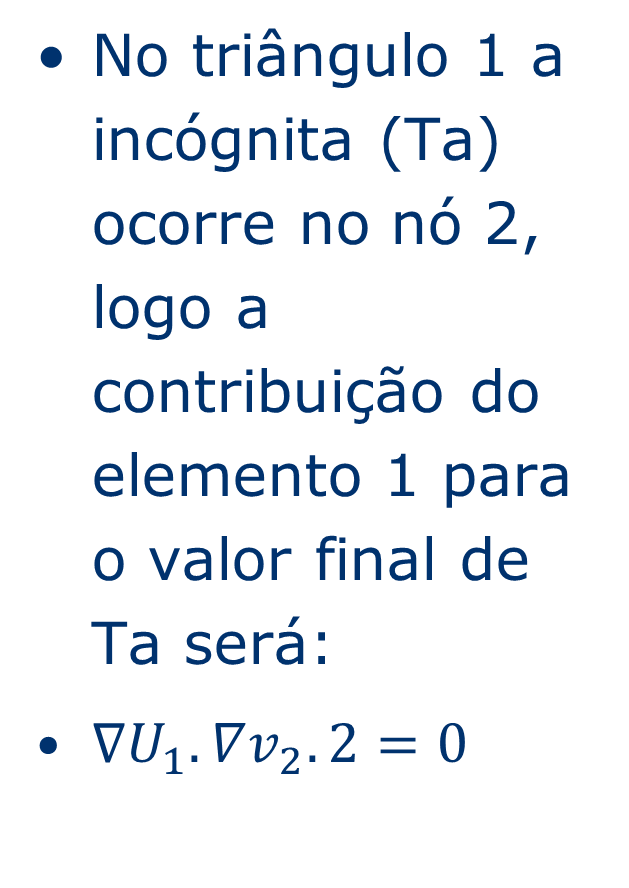 • No triângulo 1 a
incógnita (Ta)
ocorre no nó 2,
logo a
contribuição do
elemento 1 para
o valor final de
Ta será:
• ∇U₁.∇v₂.2 = 0